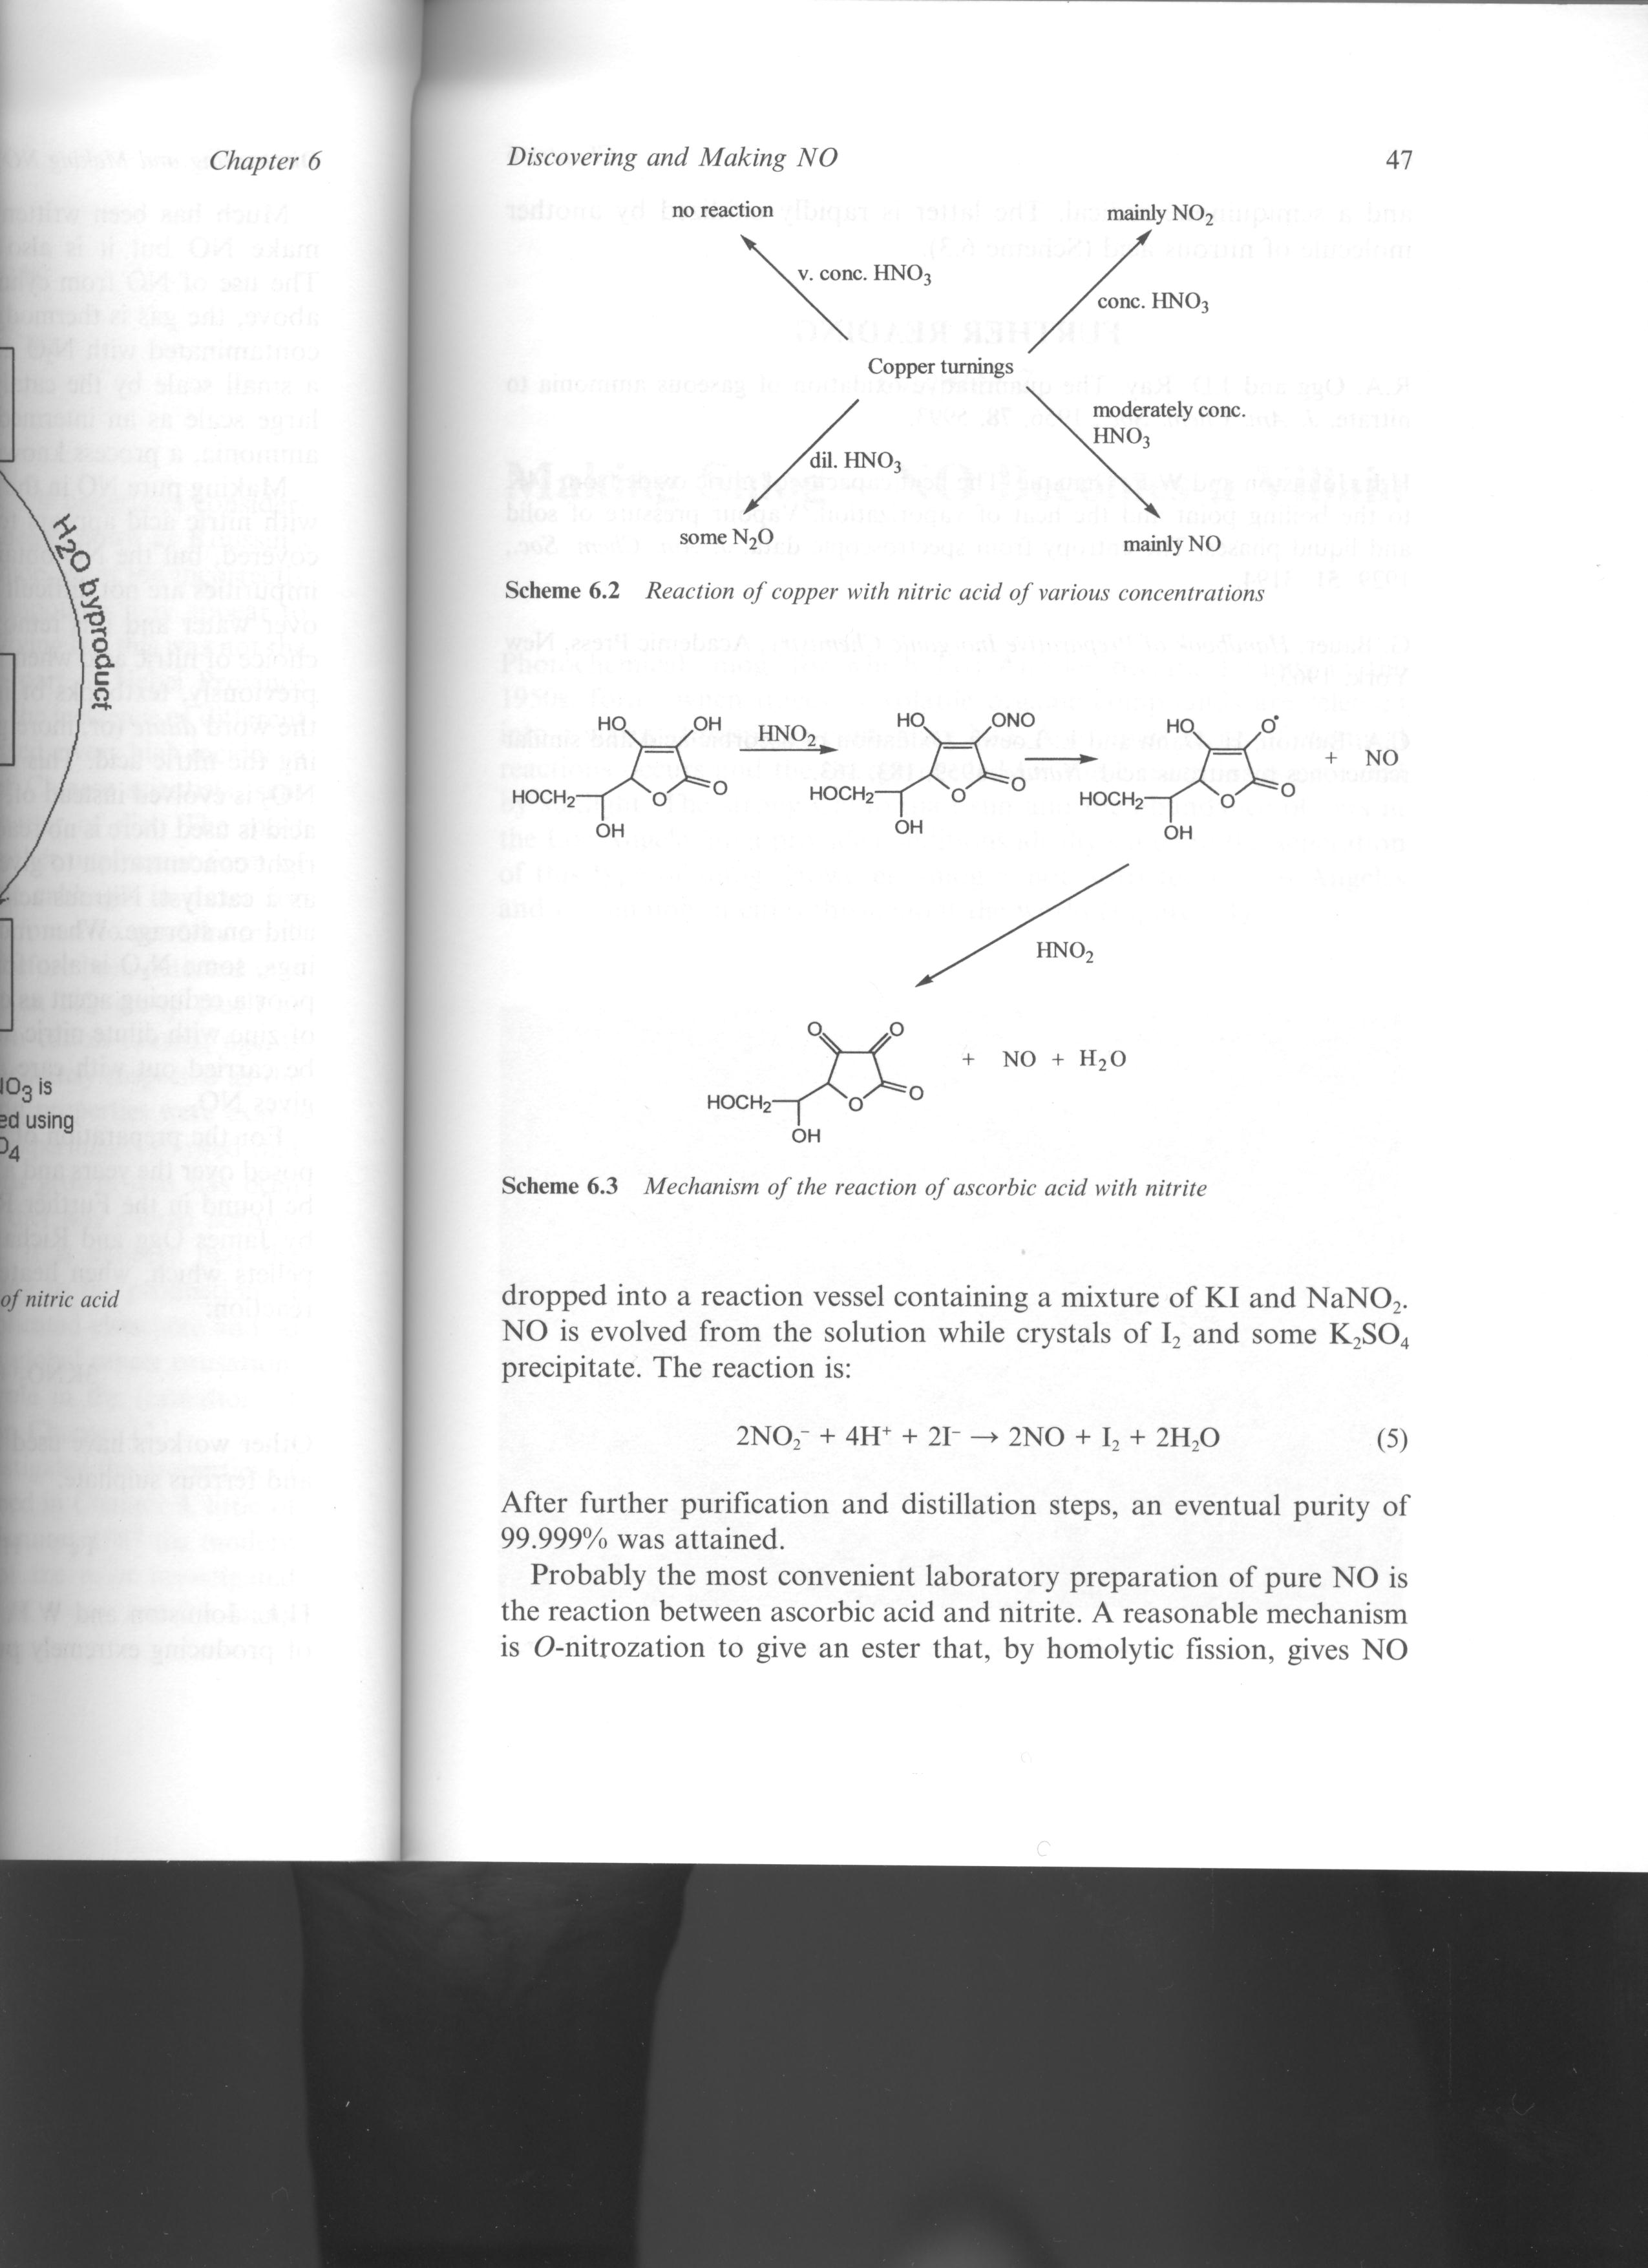 Chapter 6
H₂O byproduct
O₃ is
ed using
O₄
of nitric acid
Discovering and Making NO 47
no reaction
mainly NO₂
v. conc. HNO₃
conc. HNO₃
Copper turnings
moderately conc.
HNO₃
dil. HNO₃
some N₂O
mainly NO
Scheme 6.2 Reaction of copper with nitric acid of various concentrations
HO OH
HNO₂
HOCH₂ O O
OH
HO ONO
HOCH₂ O O
OH
HO O•
HOCH₂ O O
OH
+ NO
HNO₂
O O
HOCH₂ O O
OH
+ NO + H₂O
Scheme 6.3 Mechanism of the reaction of ascorbic acid with nitrite
dropped into a reaction vessel containing a mixture of KI and NaNO₂.
NO is evolved from the solution while crystals of I₂ and some K₂SO₄
precipitate. The reaction is:
2NO₂⁻ + 4H⁺ + 2I⁻ → 2NO + I₂ + 2H₂O (5)
After further purification and distillation steps, an eventual purity of
99.999% was attained.
Probably the most convenient laboratory preparation of pure NO is
the reaction between ascorbic acid and nitrite. A reasonable mechanism
is O-nitrozation to give an ester that, by homolytic fission, gives NO